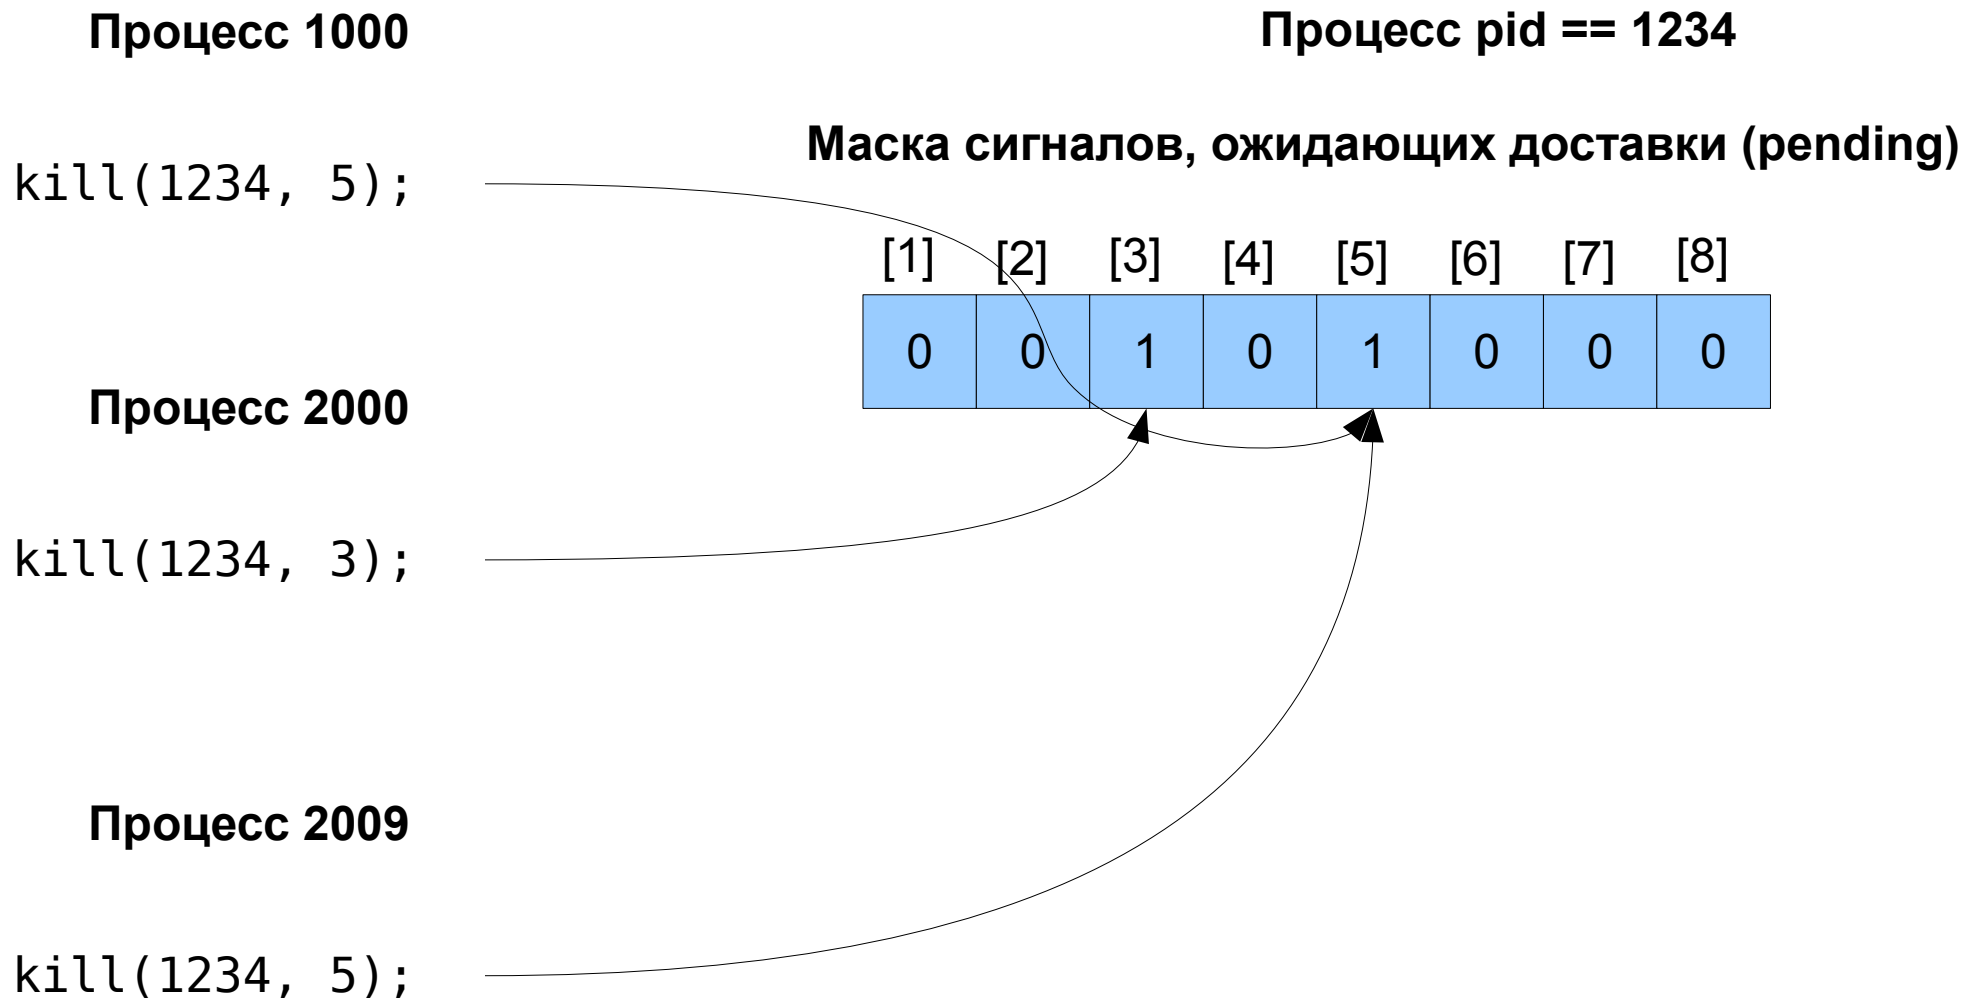 Процесс 1000
kill(1234, 5);
Процесс 2000
kill(1234, 3);
Процесс 2009
kill(1234, 5);
Процесс pid == 1234
Маска сигналов, ожидающих доставки (pending)
[1] [2] [3] [4] [5] [6] [7] [8]
0 0 1 0 1 0 0 0